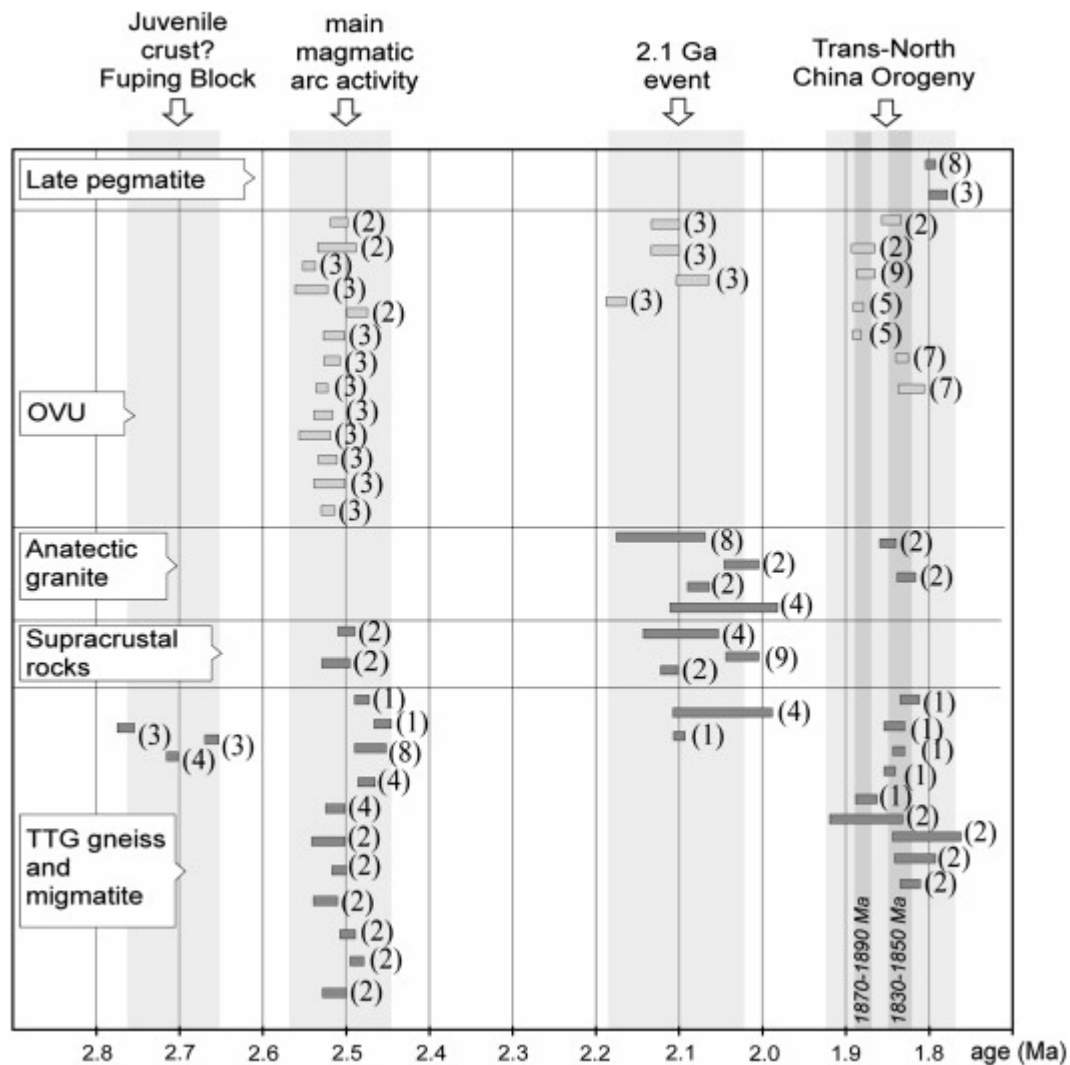 Juvenile
crust?
Fuping Block
main
magmatic
arc activity
2.1 Ga
event
Trans-North
China Orogeny
Late pegmatite
(8)
(3)
OVU
(2)
(2)
(3)
(3)
(2)
(3)
(3)
(3)
(3)
(3)
(3)
(3)
(3)
(3)
(3)
(3)
(3)
(2)
(2)
(9)
(5)
(5)
(7)
(7)
Anatectic
granite
(8)
(2)
(2)
(4)
(2)
(2)
Supracrustal
rocks
(2)
(2)
(4)
(9)
(2)
TTG gneiss
and
migmatite
(3)
(3)
(4)
(1)
(1)
(8)
(4)
(4)
(2)
(2)
(2)
(2)
(2)
(2)
(4)
(1)
(1)
(1)
(1)
(1)
(1)
(2)
(2)
(2)
(2)
1870-1890 Ma
1830-1850 Ma
2.8 2.7 2.6 2.5 2.4 2.3 2.2 2.1 2.0 1.9 1.8 age (Ma)